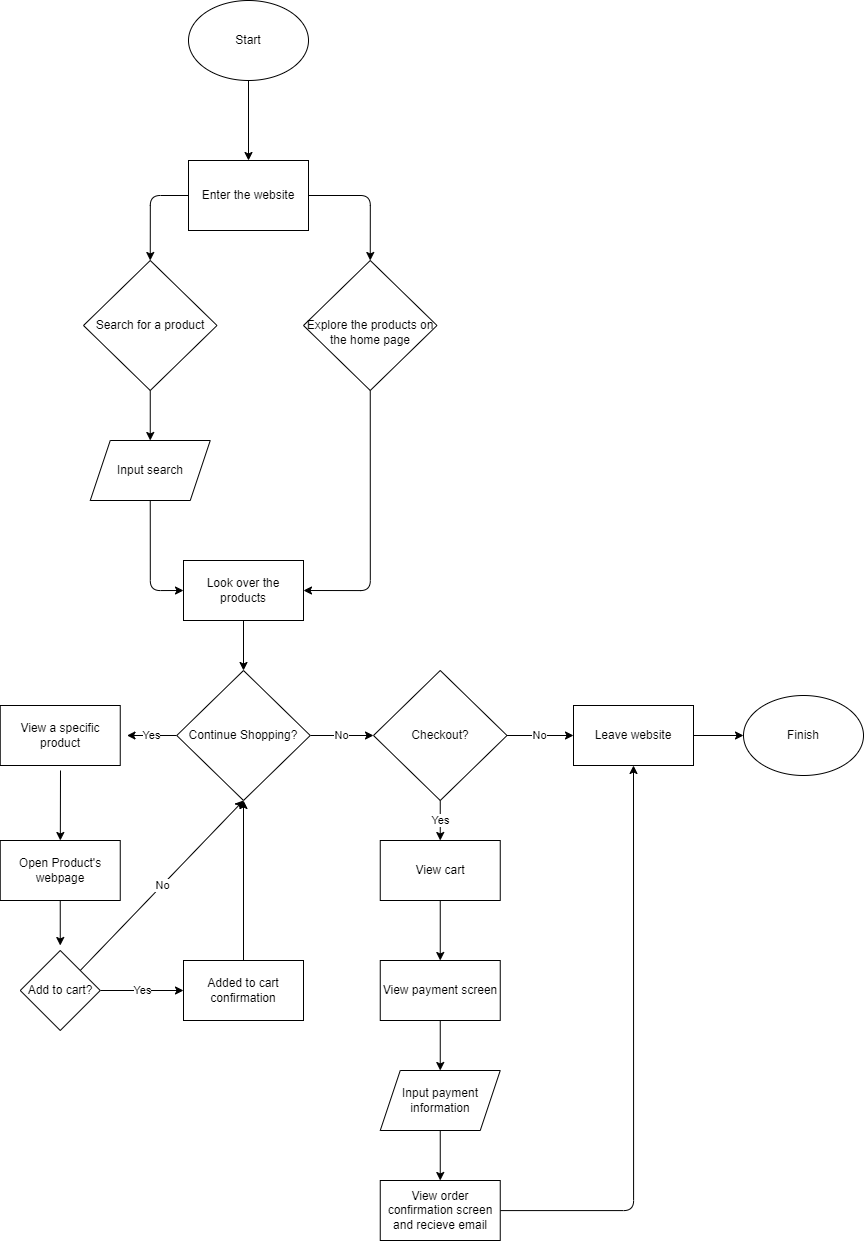 Start
Enter the website
Search for a product
Explore the products on
the home page
Input search
Look over the
products
View a specific
product
Yes
Continue Shopping?
No
Checkout?
No
Leave website
Finish
Yes
Open Product's
webpage
View cart
No
Add to cart?
Yes
Added to cart
confirmation
View payment screen
Input payment
information
View order
confirmation screen
and recieve email